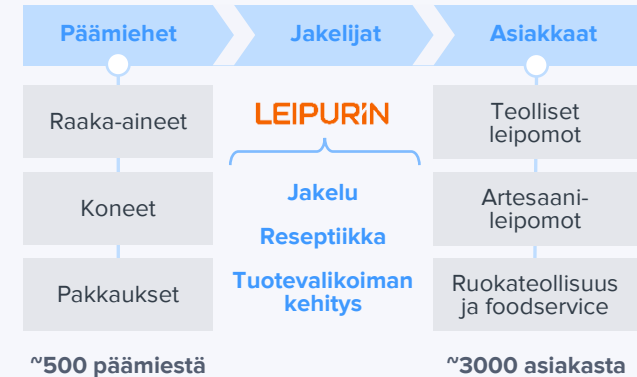 Päämiehet
Jakelijat
Asiakkaat
Raaka-aineet
Koneet
Pakkaukset
~500 päämiestä
LEIPURIN
Jakelu
Reseptiikka
Tuotevalikoiman
kehitys
Teolliset
leipomot
Artesaani-
leipomot
Ruokateollisuus
ja foodservice
~3000 asiakasta